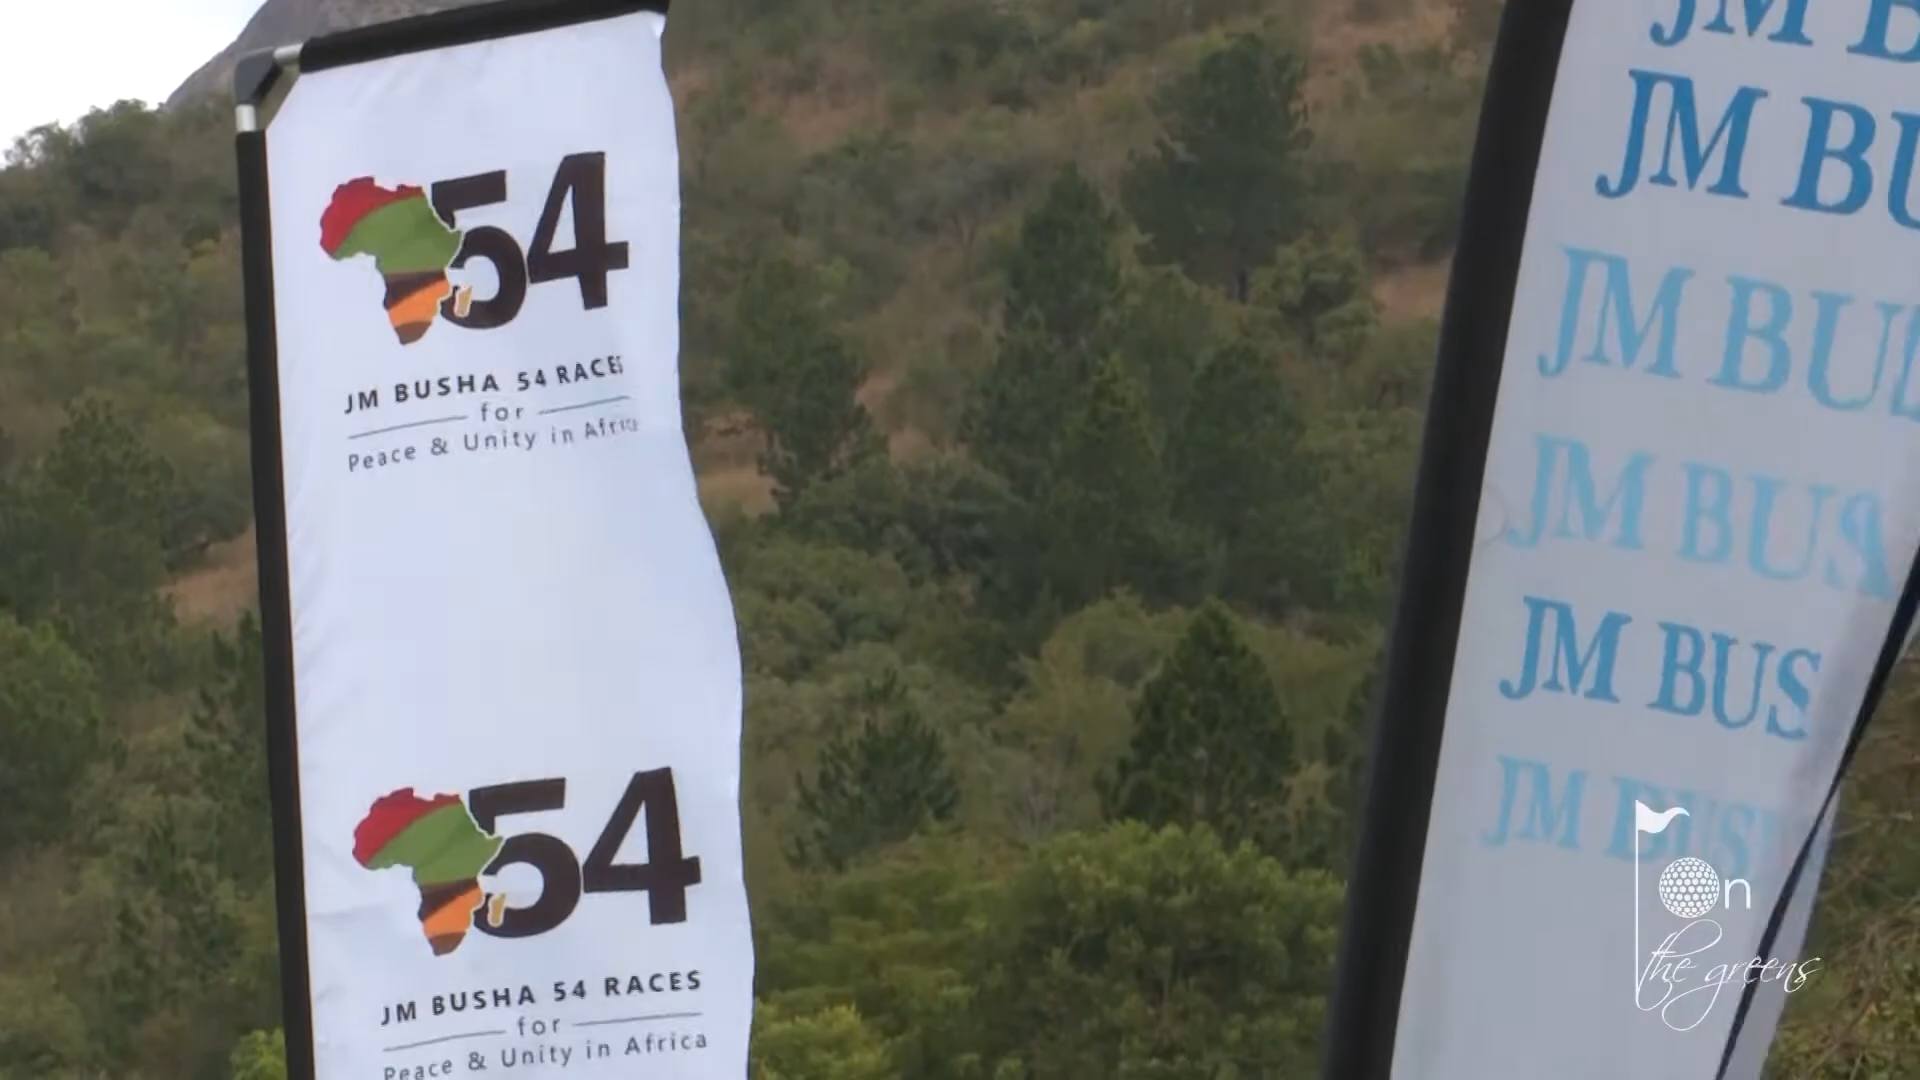 54
JM BUSHA 54 RACES
for
Peace & Unity in Africa
54
JM BUSHA 54 RACES
for
Peace & Unity in Africa
JM B
JM BU
JM BUS
JM BUS
JM BUS
JM BUSH
On
the greens